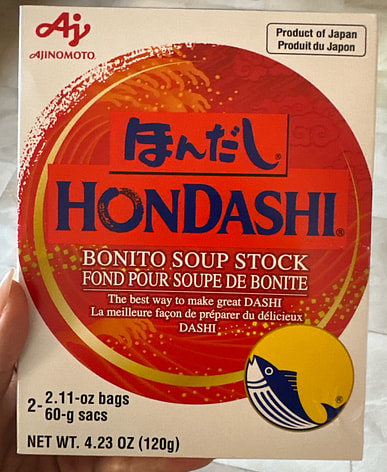 Aj
AJINOMOTO®
Product of Japan
Produit du Japon
ほんだし®
HONDASHI®
BONITO SOUP STOCK
FOND POUR SOUPE DE BONITE
The best way to make great DASHI
La meilleure façon de préparer du délicieux
DASHI
2- 2.11-oz bags
60-g sacs
®
NET WT. 4.23 OZ (120g)